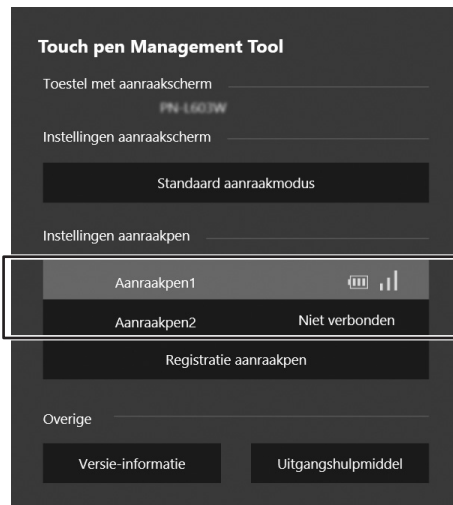 Touch pen Management Tool
Toestel met aanraakscherm
PN-L603W
Instellingen aanraakscherm
Standaard aanraakmodus
Instellingen aanraakpen
Aanraakpen1
Aanraakpen2 Niet verbonden
Registratie aanraakpen
Overige
Versie-informatie Uitgangshulpmiddel